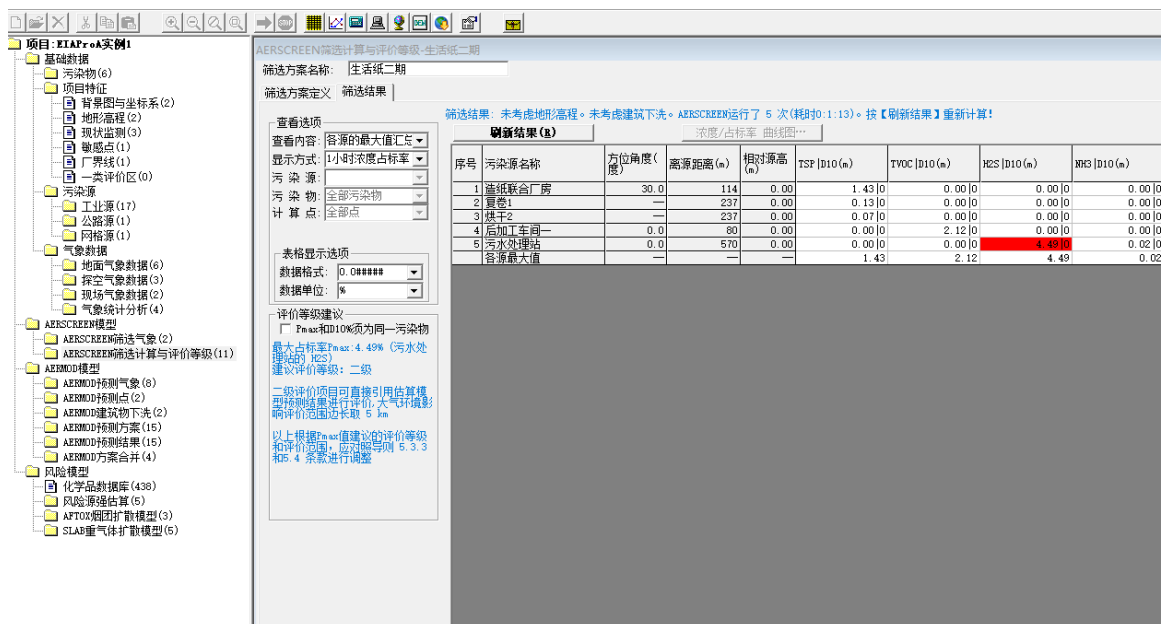 项目:EIAProA实例1
基础数据
污染物(6)
项目特征
背景图与坐标系(2)
地形高程(2)
现状监测(3)
敏感点(1)
厂界线(1)
一类评价区(0)
污染源
工业源(17)
公路源(1)
网格源(1)
气象数据
地面气象数据(6)
探空气象数据(3)
现场气象数据(2)
气象统计分析(4)
AERSCREEN模型
AERSCREEN筛选气象(2)
AERSCREEN筛选计算与评价等级(11)
AERMOD模型
AERMOD预测气象(8)
AERMOD预测点(2)
AERMOD建筑物下洗(2)
AERMOD预测方案(15)
AERMOD预测结果(15)
AERMOD方案合并(4)
风险模型
化学品数据库(438)
风险源强估算(5)
AFTOX烟团扩散模型(3)
SLAB重气体扩散模型(5)
AERSCREEN筛选计算与评价等级-生活纸二期
筛选方案名称: 生活纸二期
筛选方案定义 筛选结果
查看选项
查看内容: 各源的最大值汇总
显示方式: 1小时浓度占标率
污 染 源:
污 染 物: 全部污染物
计 算 点: 全部点
表格显示选项
数据格式: 0.0#####
数据单位: %
评价等级建议
Pmax和D10%须为同一污染物
最大占标率Pmax:4.49% (污水处
理站的 H2S)
建议评价等级: 二级
二级评价项目可直接引用估算模
型预测结果进行评价,大气环境影
响评价范围边长取 5 km
以上根据Pmax值建议的评价等级
和评价范围, 应对照导则 5.3.3
和5.4 条款进行调整
筛选结果: 未考虑地形高程。未考虑建筑下洗。AERSCREEN运行了 5 次(耗时0:1:13)。按【刷新结果】重新计算!
刷新结果(R) 浓度/占标率 曲线图…
序号 污染源名称 方位角度(度) 离源距离(m) 相对源高(m) TSP|D10(m) TVOC|D10(m) H2S|D10(m) NH3|D10(m)
1 造纸联合厂房 30.0 114 0.00 1.43|0 0.00|0 0.00|0 0.00|0
2 复卷1 — 237 0.00 0.13|0 0.00|0 0.00|0 0.00|0
3 烘干2 — 237 0.00 0.07|0 0.00|0 0.00|0 0.00|0
4 后加工车间一 0.0 80 0.00 0.00|0 2.12|0 0.00|0 0.00|0
5 污水处理站 0.0 570 0.00 0.00|0 0.00|0 4.49|0 0.02|0
各源最大值 — — — 1.43 2.12 4.49 0.02